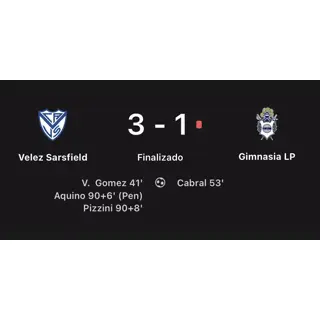 3 - 1
Velez Sarsfield
Finalizado
Gimnasia LP
V. Gomez 41'
Cabral 53'
Aquino 90+6' (Pen)
Pizzini 90+8'